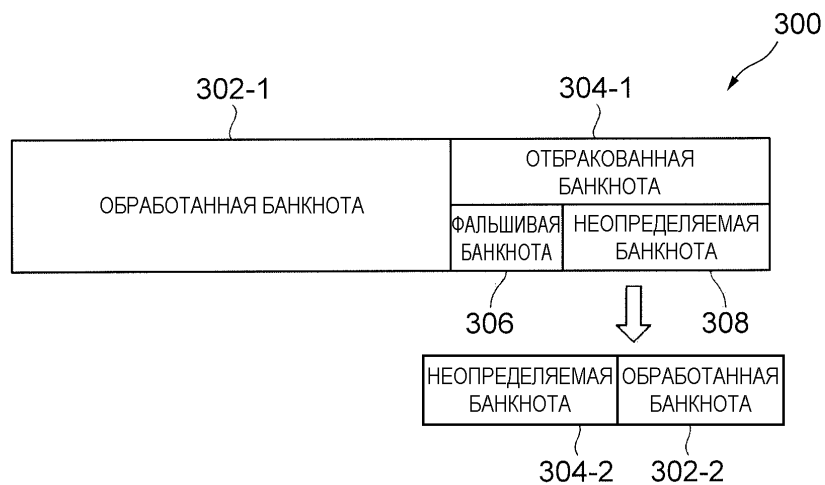 300
302-1
304-1
ОБРАБОТАННАЯ БАНКНОТА
ОТБРАКОВАННАЯ
БАНКНОТА
ФАЛЬШИВАЯ
БАНКНОТА
НЕОПРЕДЕЛЯЕМАЯ
БАНКНОТА
306
308
НЕОПРЕДЕЛЯЕМАЯ
БАНКНОТА
ОБРАБОТАННАЯ
БАНКНОТА
304-2
302-2